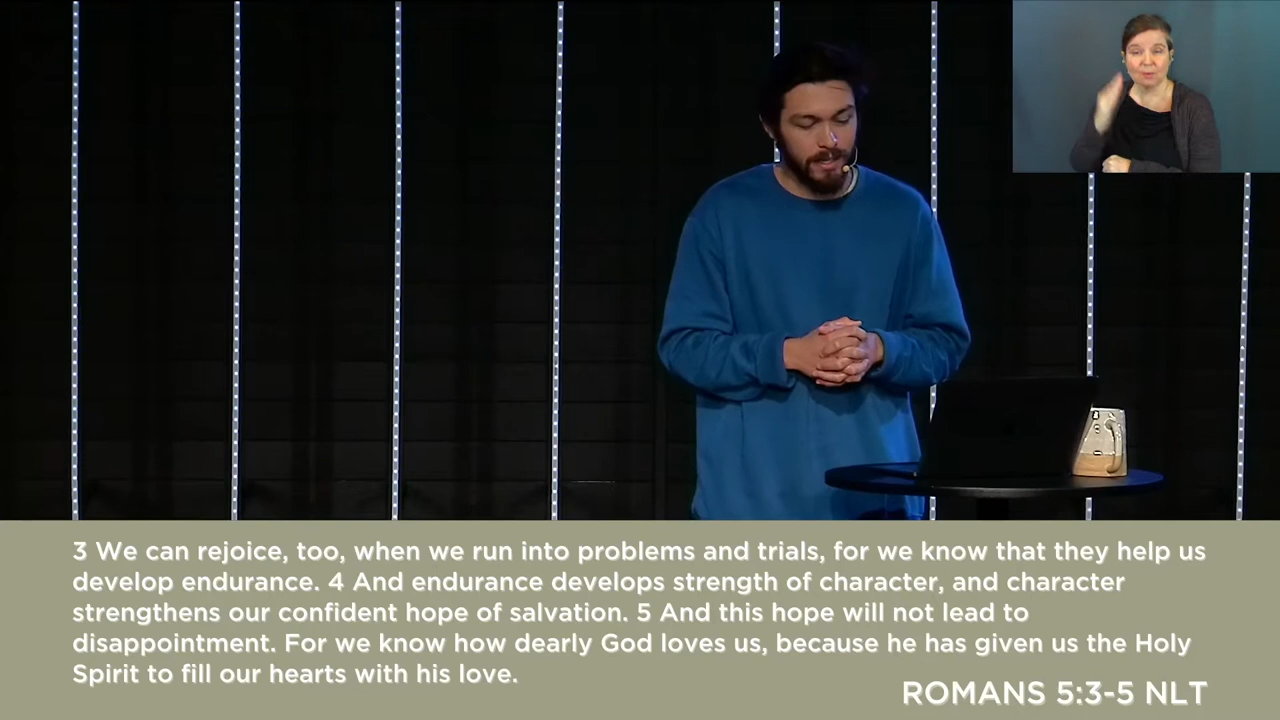 3 We can rejoice, too, when we run into problems and trials, for we know that they help us
develop endurance. 4 And endurance develops strength of character, and character
strengthens our confident hope of salvation. 5 And this hope will not lead to
disappointment. For we know how dearly God loves us, because he has given us the Holy
Spirit to fill our hearts with his love.
ROMANS 5:3-5 NLT